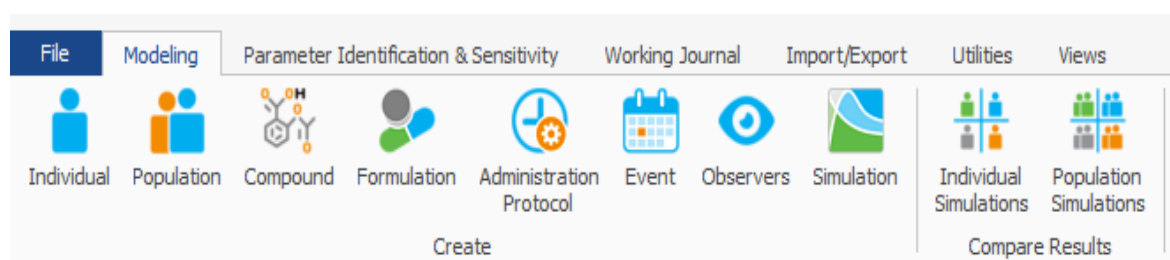 File Modeling Parameter Identification & Sensitivity Working Journal Import/Export Utilities Views
OH
Individual Population Compound Formulation Administration Protocol Event Observers Simulation Individual Simulations Population Simulations
Create Compare Results